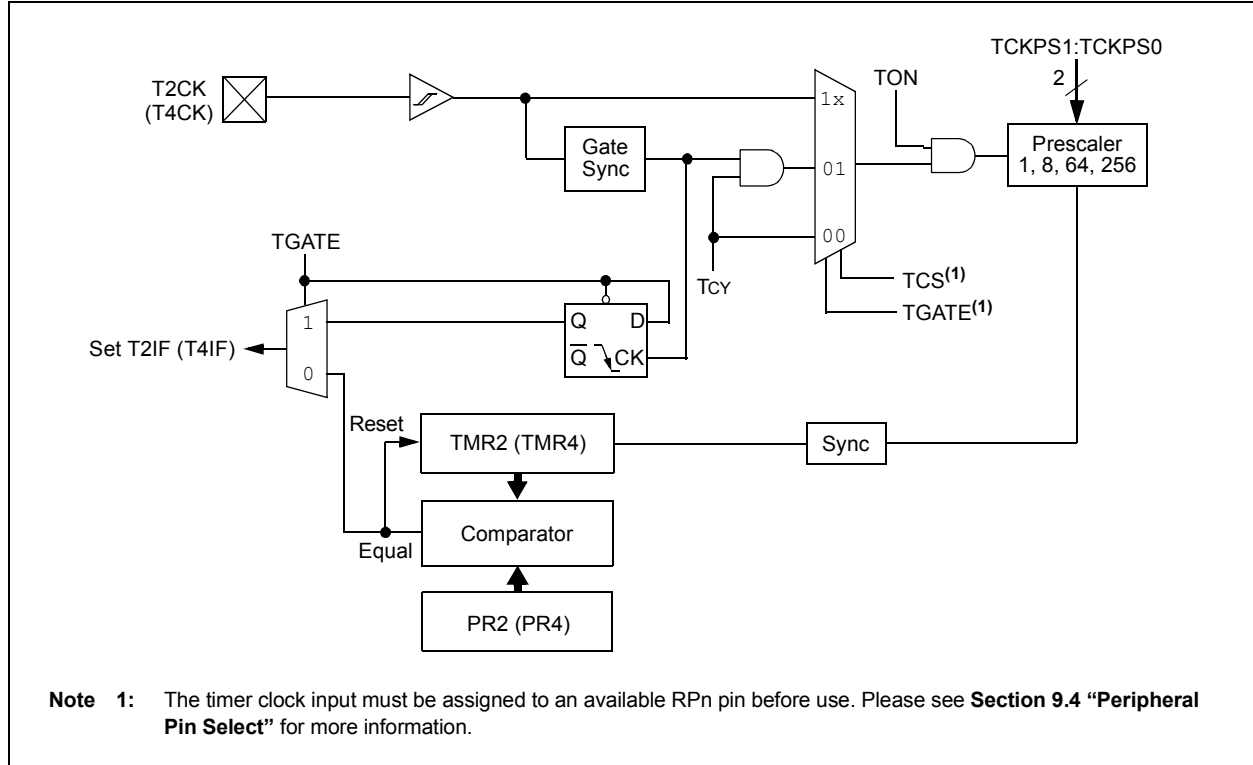 TCKPS1:TCKPS0
2
TON
T2CK
(T4CK)
1x
Gate
Sync
Prescaler
1, 8, 64, 256
01
00
TGATE
TCY
TCS(1)
TGATE(1)
1
Q
D
Set T2IF (T4IF)
Q
CK
0
Reset
TMR2 (TMR4)
Sync
Equal
Comparator
PR2 (PR4)
Note 1: The timer clock input must be assigned to an available RPn pin before use. Please see Section 9.4 “Peripheral
Pin Select” for more information.